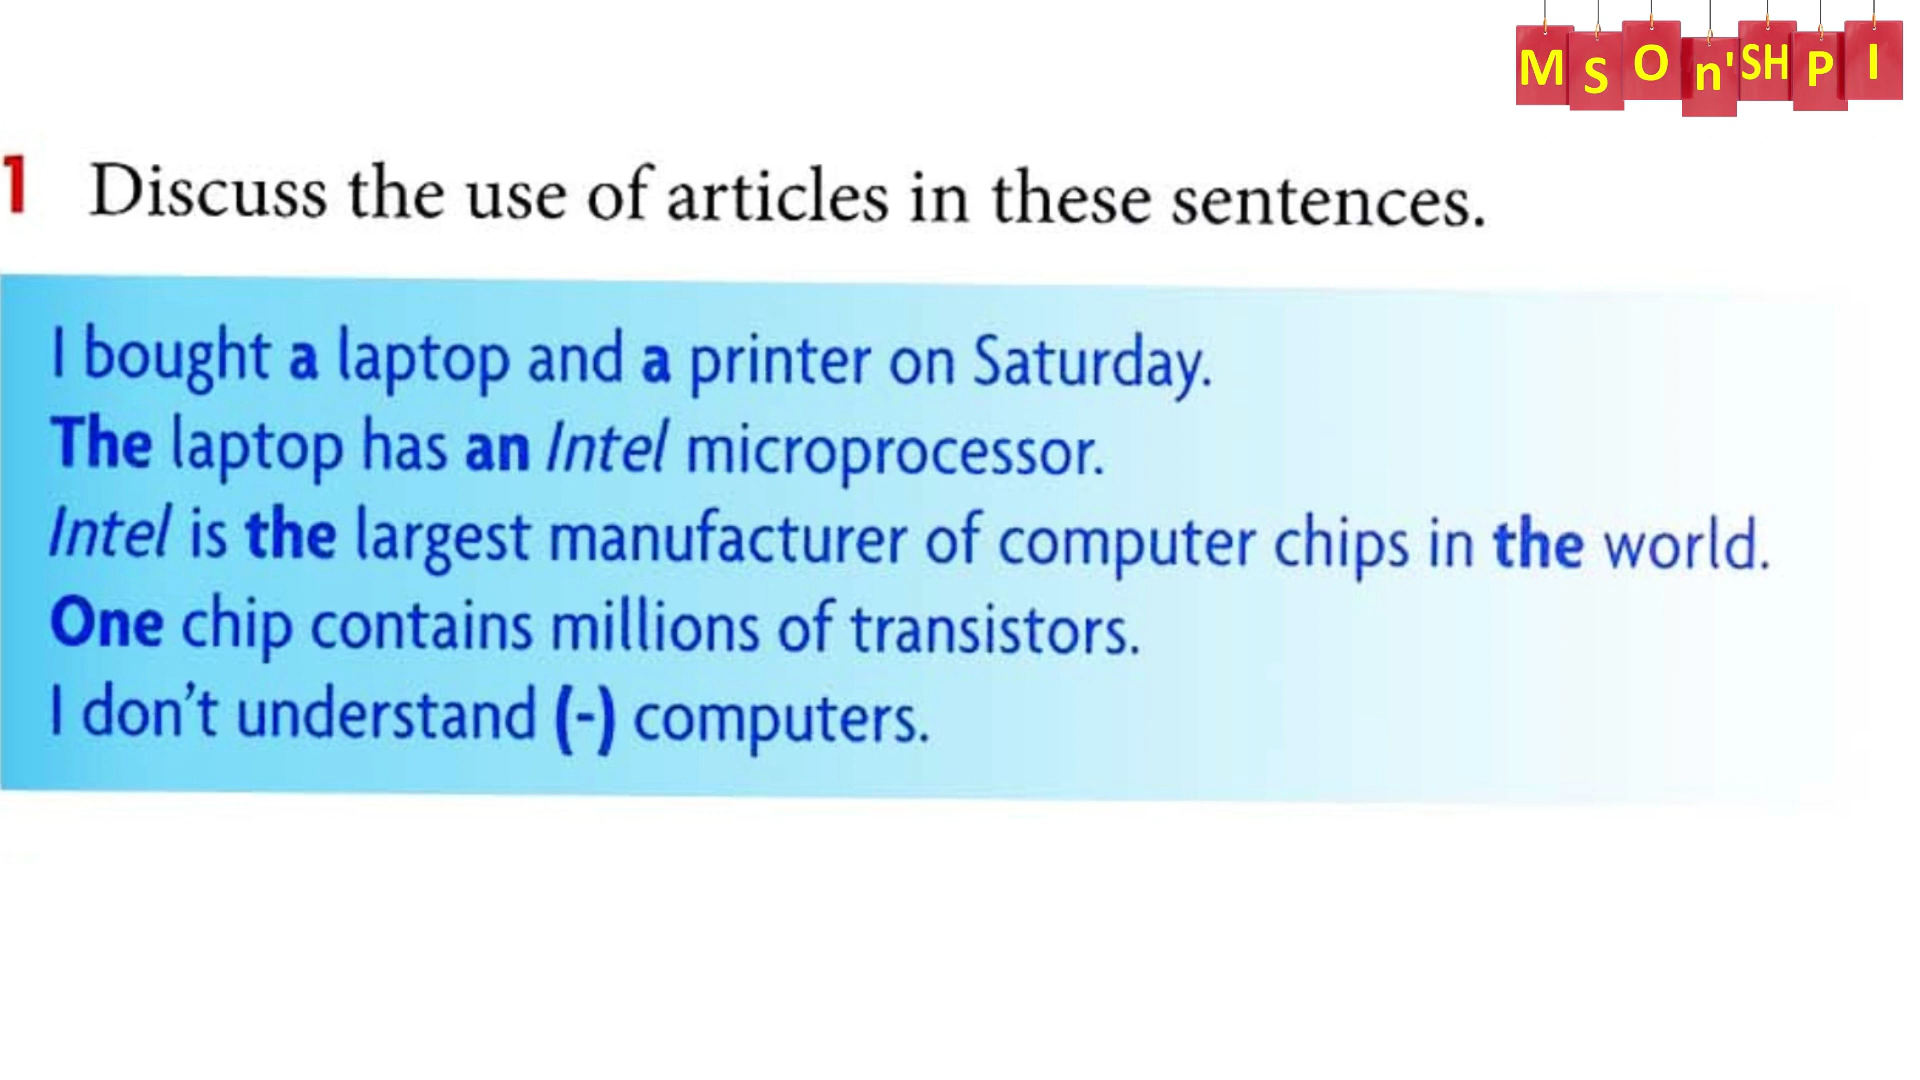 M S O n' SH P I
1 Discuss the use of articles in these sentences.
I bought a laptop and a printer on Saturday.
The laptop has an Intel microprocessor.
Intel is the largest manufacturer of computer chips in the world.
One chip contains millions of transistors.
I don't understand (-) computers.